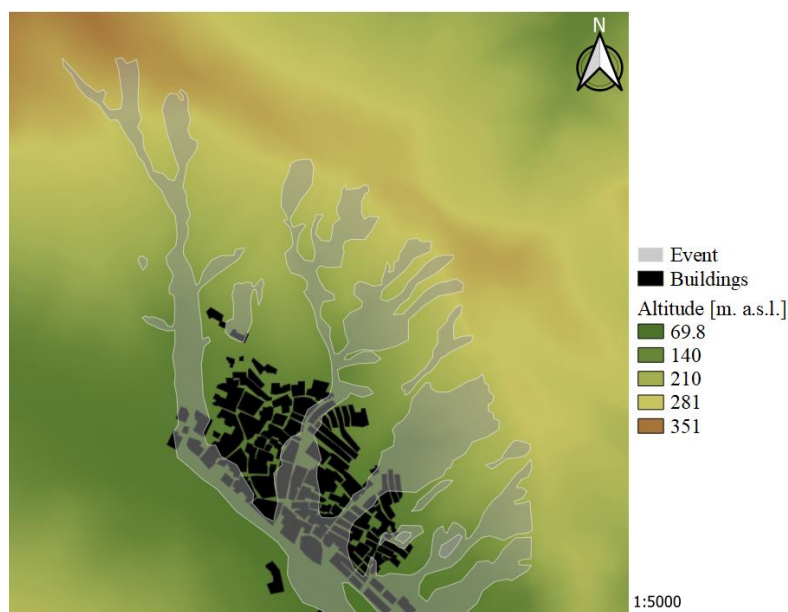 N
Event
Buildings
Altitude [m. a.s.l.]
69.8
140
210
281
351
1:5000